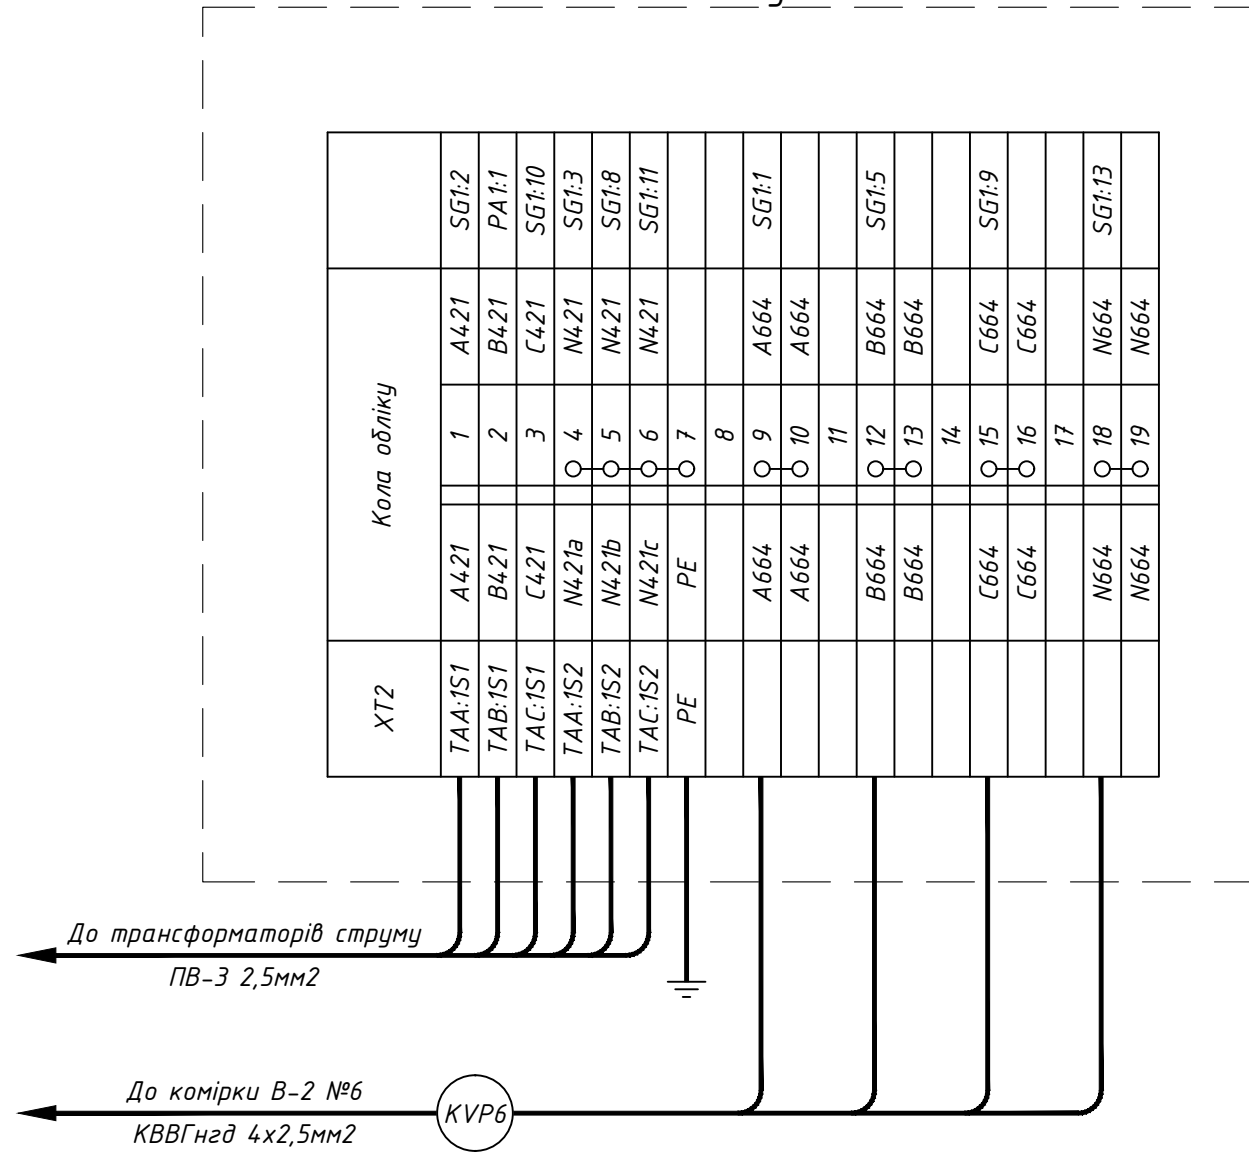 SG1:2 PA1:1 SG1:10 SG1:3 SG1:8 SG1:11 SG1:1 SG1:5 SG1:9 SG1:13
Кола обліку
A421 B421 C421 N421 N421 N421 A664 A664 B664 B664 C664 C664 N664 N664
1 2 3 4 5 6 7 8 9 10 11 12 13 14 15 16 17 18 19
A421 B421 C421 N421a N421b N421c PE A664 A664 B664 B664 C664 C664 N664 N664
XT2
TAA:1S1 TAB:1S1 TAC:1S1 TAA:1S2 TAB:1S2 TAC:1S2 PE
До трансформаторів струму
ПВ-3 2,5мм2
До комірки В-2 №6
KVP6
КВВГнгд 4х2,5мм2